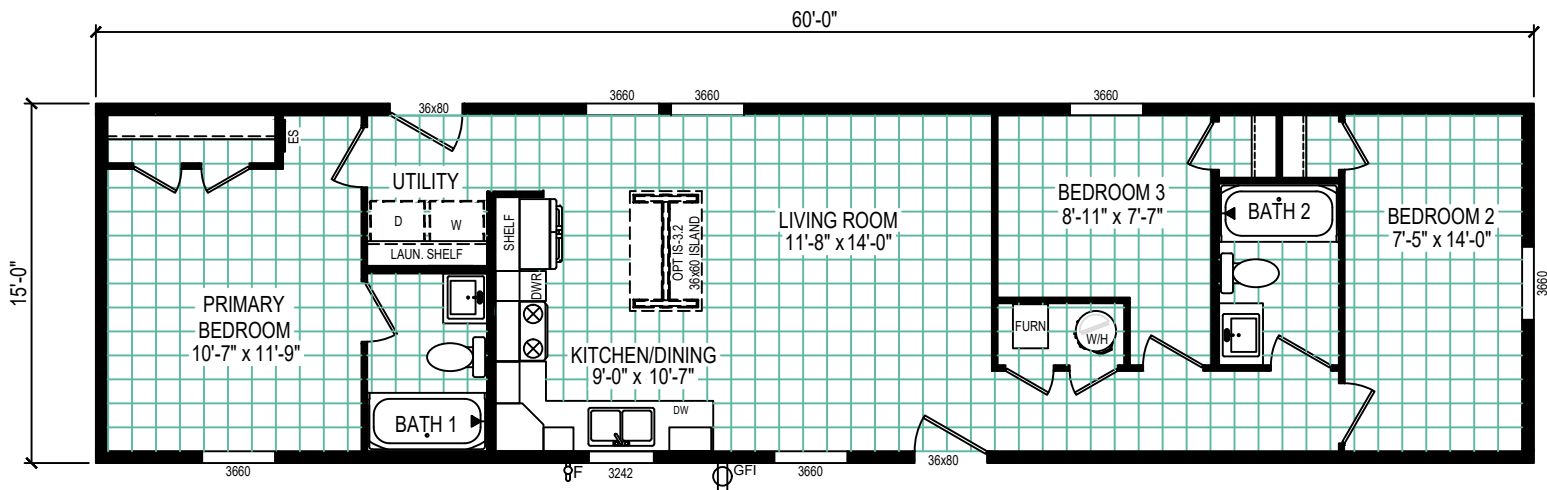 60'-0"
15'-0"
36x80
3660
3660
3660
ES
UTILITY
D
W
LAUN. SHELF
SHELF
DWR
OPT IS-3.2
36x60 ISLAND
LIVING ROOM
11'-8" x 14'-0"
BEDROOM 3
8'-11" x 7'-7"
BATH 2
BEDROOM 2
7'-5" x 14'-0"
3660
PRIMARY
BEDROOM
10'-7" x 11'-9"
KITCHEN/DINING
9'-0" x 10'-7"
FURN
W/H
BATH 1
DW
3660
F
3242
GFI
3660
36x80